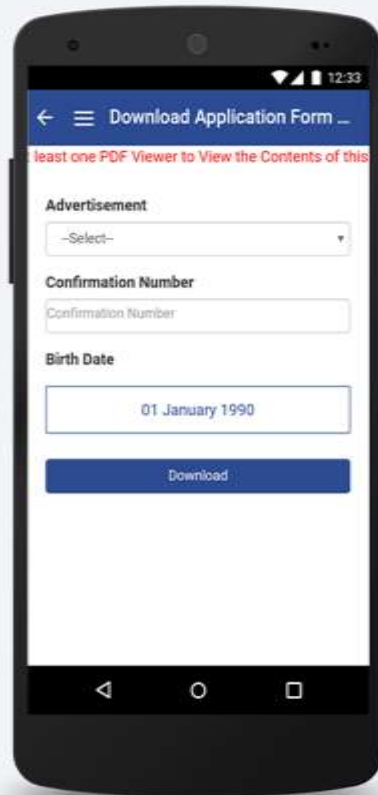 12:33
Download Application Form ...
least one PDF Viewer to View the Contents of this
Advertisement
--Select--
Confirmation Number
Confirmation Number
Birth Date
01 January 1990
Download